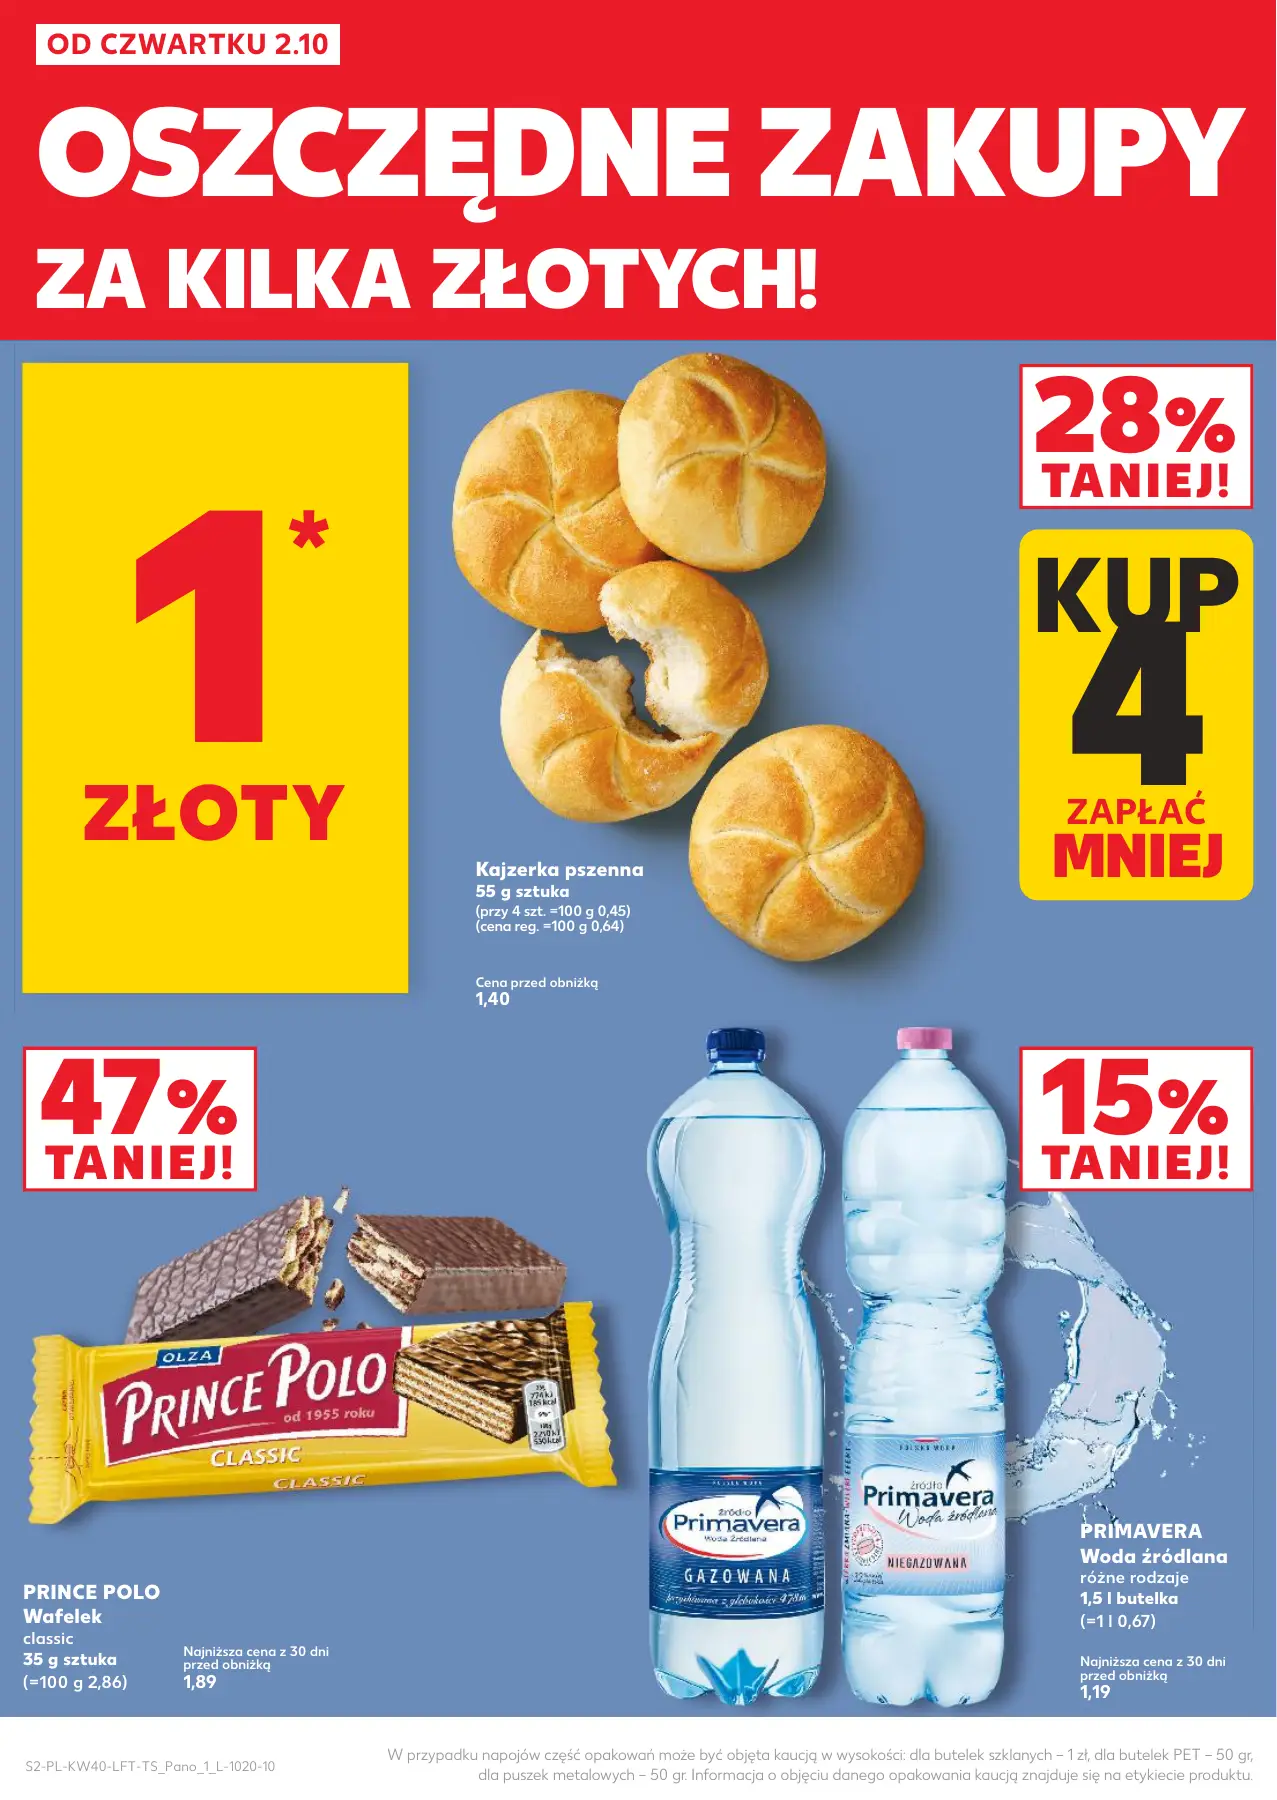 OD CZWARTKU 2.10
OSZCZĘDNE ZAKUPY
ZA KILKA ZŁOTYCH!
1*
ZŁOTY
28%
TANIEJ!
KUP
4
ZAPŁAĆ
MNIEJ
Kajzerka pszenna
55 g sztuka
(przy 4 szt. =100 g 0,45)
(cena reg. =100 g 0,64)
Cena przed obniżką
1,40
47%
TANIEJ!
15%
TANIEJ!
OLZA
PRINCE POLO
od 1955 roku
CLASSIC
CLASSIC
PRINCE POLO
Wafelek
classic
35 g sztuka
(=100 g 2,86)
Najniższa cena z 30 dni
przed obniżką
1,89
POLSKA WODA
źródło
Primavera
Woda Źródlana
GAZOWANA
POLSKA WODA
źródło
Primavera
Woda źródlana
NIEGAZOWANA
PRIMAVERA
Woda źródlana
różne rodzaje
1,5 l butelka
(=1 l 0,67)
Najniższa cena z 30 dni
przed obniżką
1,19
S2-PL-KW40-LFT-TS_Pano_1_L-1020-10
W przypadku napojów część opakowań może być objęta kaucją w wysokości: dla butelek szklanych – 1 zł, dla butelek PET – 50 gr,
dla puszek metalowych – 50 gr. Informacja o objęciu danego opakowania kaucją znajduje się na etykiecie produktu.